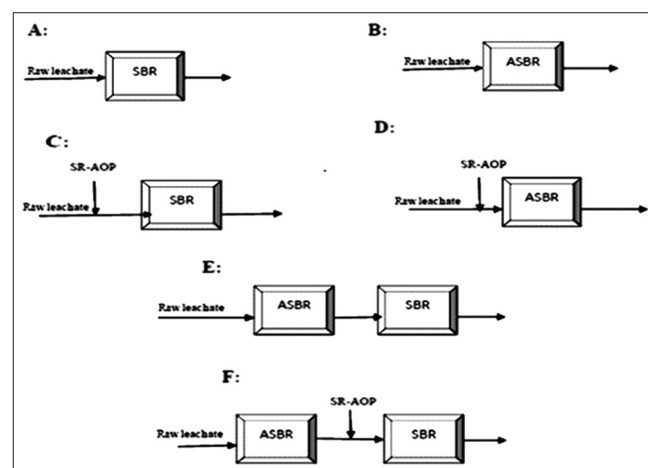 A:
Raw leachate
SBR
B:
Raw leachate
ASBR
C:
SR-AOP
Raw leachate
SBR
D:
SR-AOP
Raw leachate
ASBR
E:
Raw leachate
ASBR
SBR
F:
SR-AOP
Raw leachate
ASBR
SBR